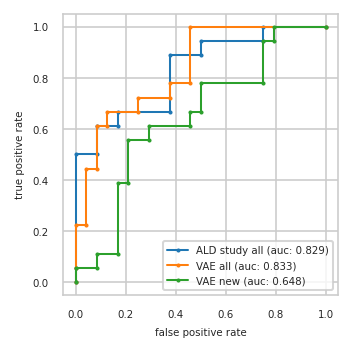 1.0
0.8
0.6
0.4
0.2
0.0
true positive rate
ALD study all (auc: 0.829)
VAE all (auc: 0.833)
VAE new (auc: 0.648)
0.0 0.2 0.4 0.6 0.8 1.0
false positive rate